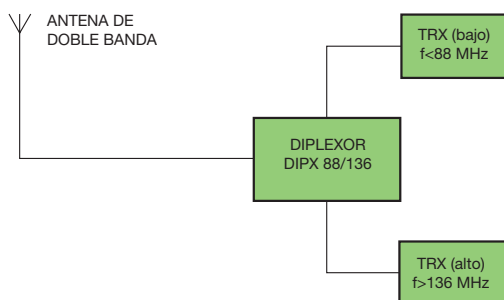 ANTENA DE
DOBLE BANDA
TRX (bajo)
f<88 MHz
DIPLEXOR
DIPX 88/136
TRX (alto)
f>136 MHz